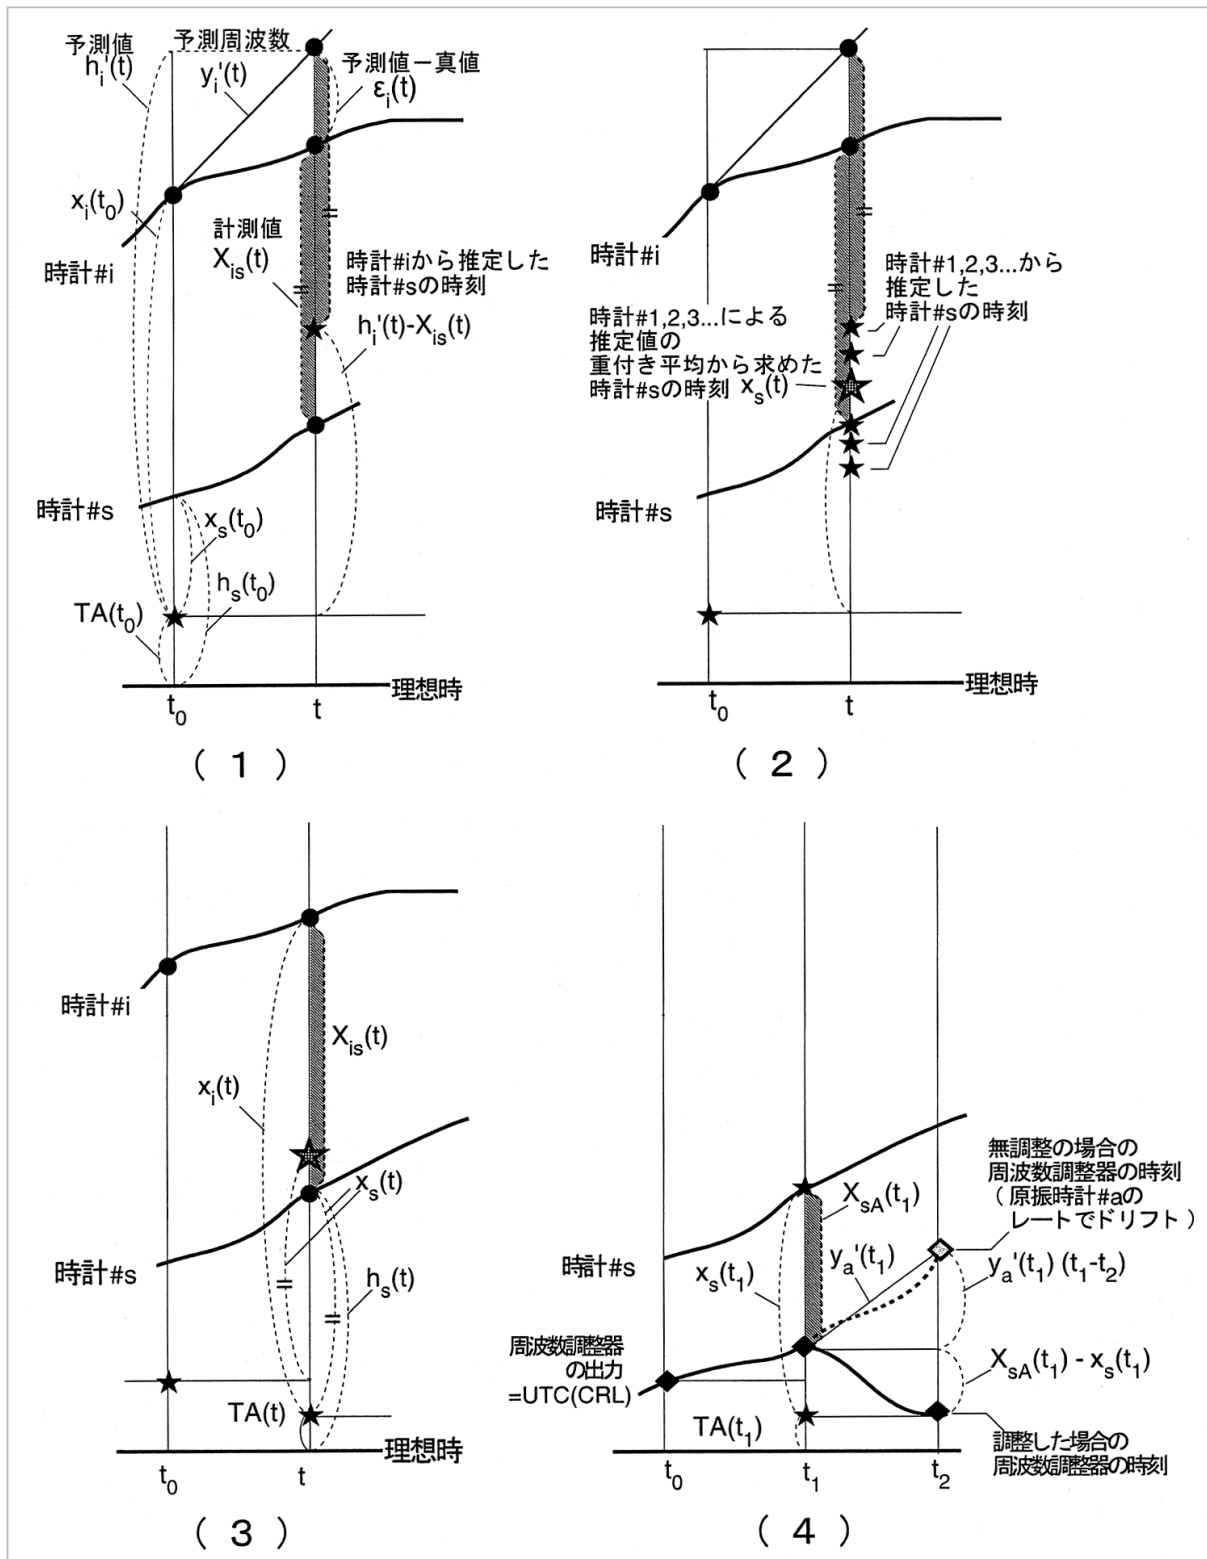 予測値
h_i'(t)
予測周波数
y_i'(t)
予測値－真値
ε_i(t)
x_i(t_0)
計測値
X_is(t)
時計#i
時計#iから推定した
時計#sの時刻
h_i'(t)-X_is(t)
時計#s
x_s(t_0)
h_s(t_0)
TA(t_0)
理想時
t_0
t
（１）
時計#i
時計#1,2,3...から
推定した
時計#sの時刻
時計#1,2,3...による
推定値の
重付き平均から求めた
時計#sの時刻 x_s(t)
時計#s
理想時
t_0
t
（２）
時計#i
X_is(t)
x_i(t)
x_s(t)
時計#s
h_s(t)
TA(t)
理想時
t_0
t
（３）
無調整の場合の
周波数調整器の時刻
（原振時計#aの
レートでドリフト）
X_sA(t_1)
時計#s
x_s(t_1)
y_a'(t_1)
y_a'(t_1) (t_1-t_2)
周波数調整器
の出力
=UTC(CRL)
X_sA(t_1) - x_s(t_1)
TA(t_1)
調整した場合の
周波数調整器の時刻
t_0
t_1
t_2
（４）